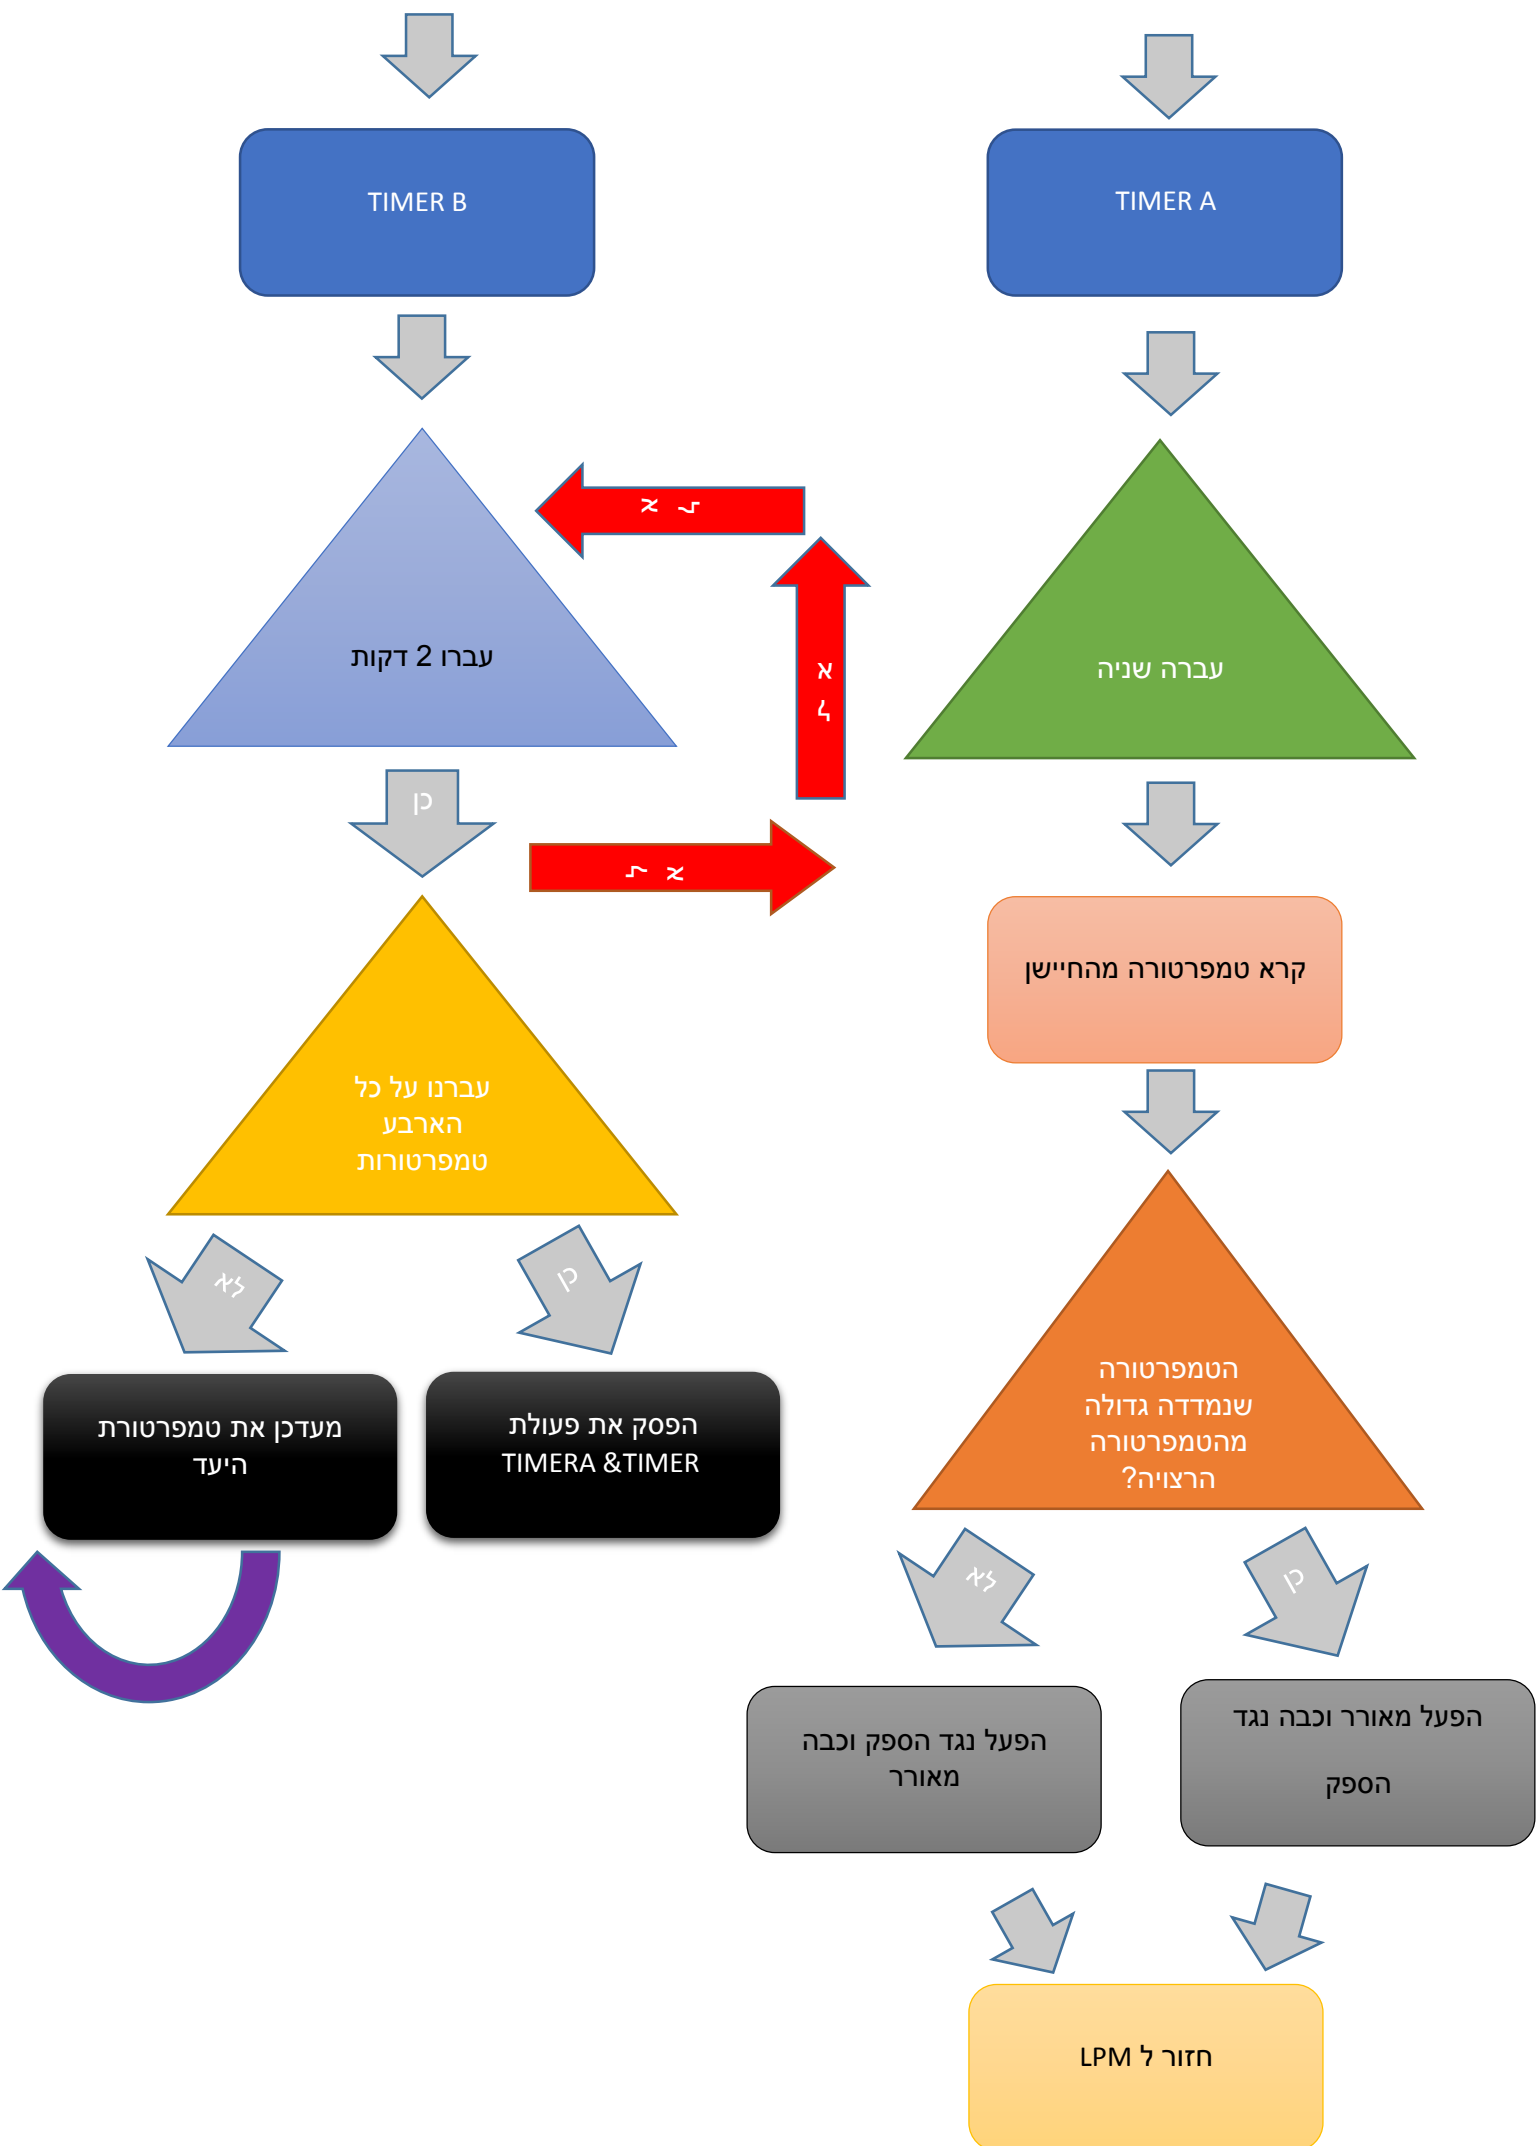 TIMER B
TIMER A
לא
עברו 2 דקות
עברה שניה
לא
כן
לא
קרא טמפרטורה מהחיישן
עברנו על כל
הארבע
טמפרטורות
לא
כן
הטמפרטורה
שנמדדה גדולה
מהטמפרטורה
הרצויה?
מעדכן את טמפרטורת
היעד
הפסק את פעולת
TIMERA &TIMER
לא
כן
הפעל נגד הספק וכבה
מאורר
הפעל מאורר וכבה נגד
הספק
חזור ל LPM